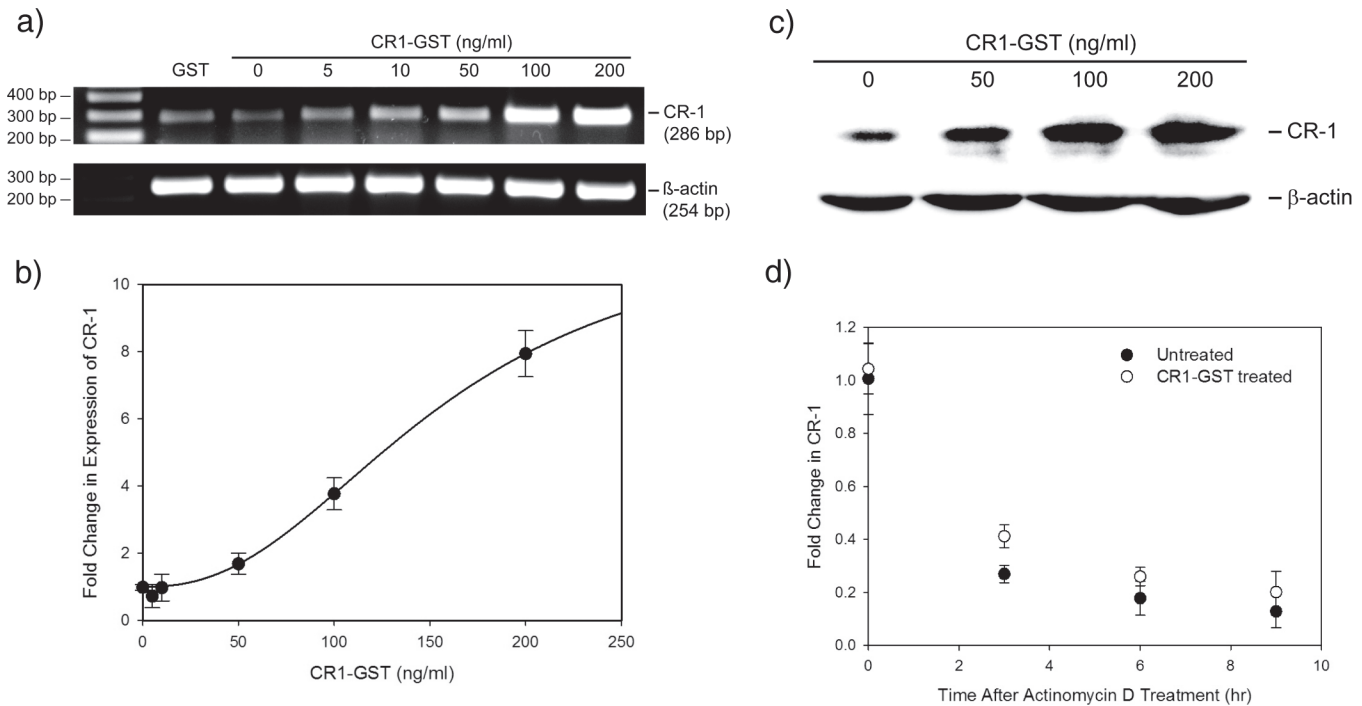 a)
CR1-GST (ng/ml)
GST 0 5 10 50 100 200
400 bp –
300 bp –
200 bp –
– CR-1
(286 bp)
300 bp –
200 bp –
– ß-actin
(254 bp)
b)
Fold Change in Expression of CR-1
10
8
6
4
2
0
0 50 100 150 200 250
CR1-GST (ng/ml)
c)
CR1-GST (ng/ml)
0 50 100 200
– CR-1
– β-actin
d)
Fold Change in CR-1
1.2
1.0
0.8
0.6
0.4
0.2
0.0
Untreated
CR1-GST treated
0 2 4 6 8 10
Time After Actinomycin D Treatment (hr)